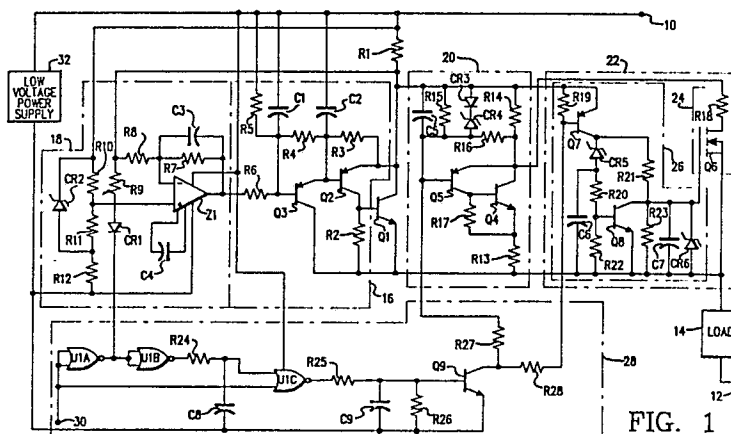 10
32
LOW
VOLTAGE
POWER
SUPPLY
R1
20
22
18
C3
R5
C1
C2
R15
CR3
R14
R19
24
R18
R10
R8
R7
R4
R3
CR4
R16
Q7
CR5
26
Q6
CR2
R9
R6
21
Q3
Q2
Q5
Q4
R20
R21
R11
CR1
C4
R2
Q1
R17
C6
Q8
R23
R12
16
R13
R22
C7
CR6
14
LOAD
12
U1A
U1B
R24
U1C
R25
R27
Q9
R28
28
30
C8
C9
R26
FIG. 1